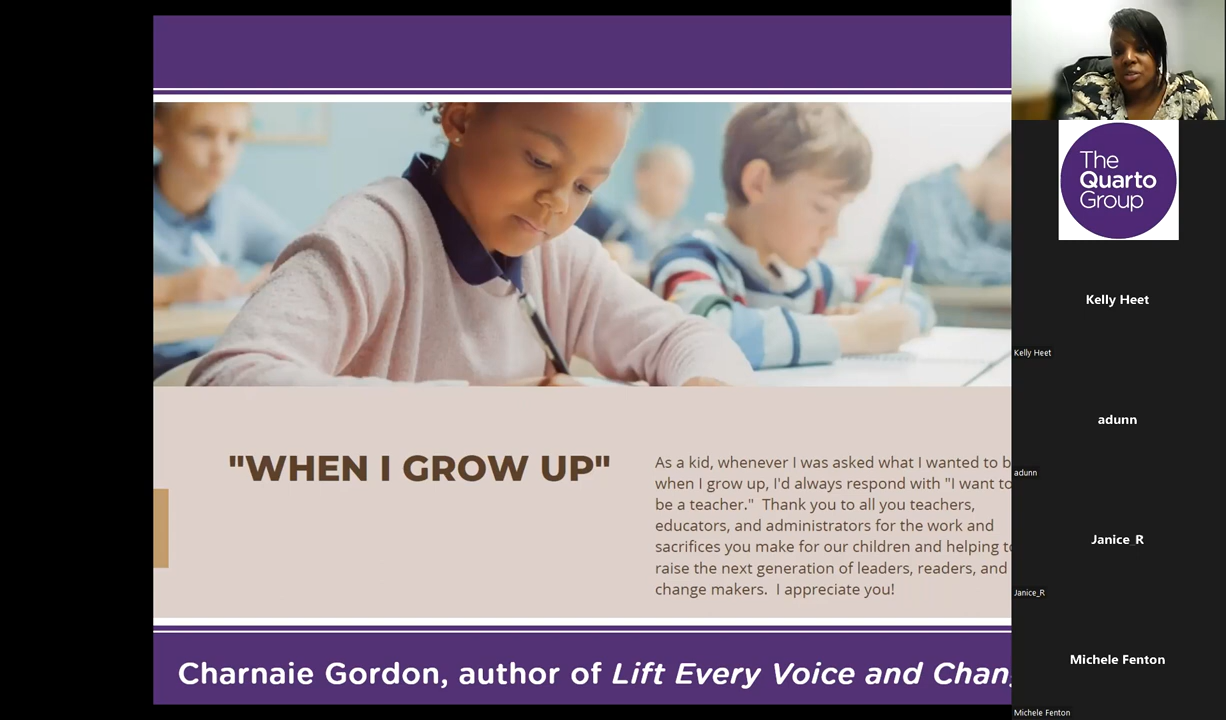 "WHEN I GROW UP"
As a kid, whenever I was asked what I wanted to b
when I grow up, I'd always respond with "I want to
be a teacher." Thank you to all you teachers,
educators, and administrators for the work and
sacrifices you make for our children and helping to
raise the next generation of leaders, readers, and
change makers. I appreciate you!
Charnaie Gordon, author of Lift Every Voice and Chan
The
Quarto
Group
Kelly Heet
Kelly Heet
adunn
adunn
Janice_R
Janice_R
Michele Fenton
Michele Fenton